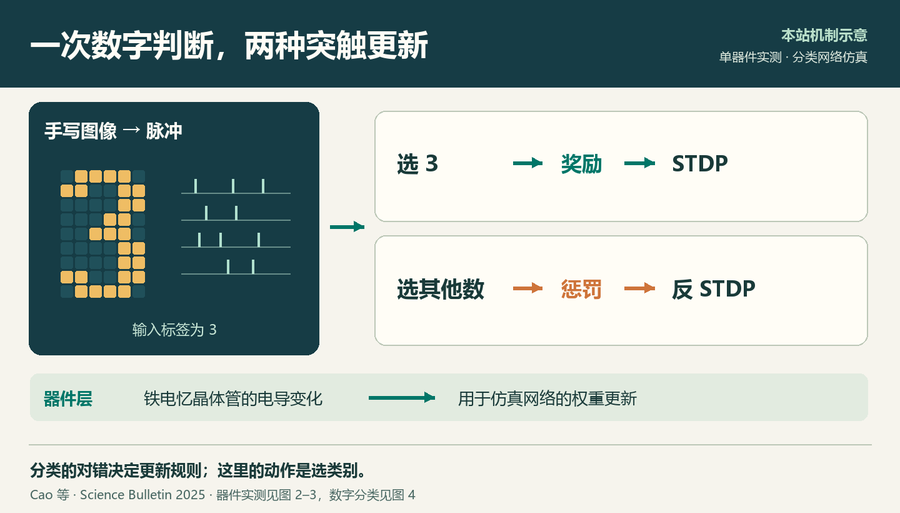 一次数字判断，两种突触更新
本站机制示意
单器件实测 · 分类网络仿真
手写图像 → 脉冲
输入标签为 3
选 3
奖励
STDP
选其他数
惩罚
反 STDP
器件层
铁电忆晶体管的电导变化
用于仿真网络的权重更新
分类的对错决定更新规则；这里的动作是选类别。
Cao 等 · Science Bulletin 2025 · 器件实测见图 2–3，数字分类见图 4